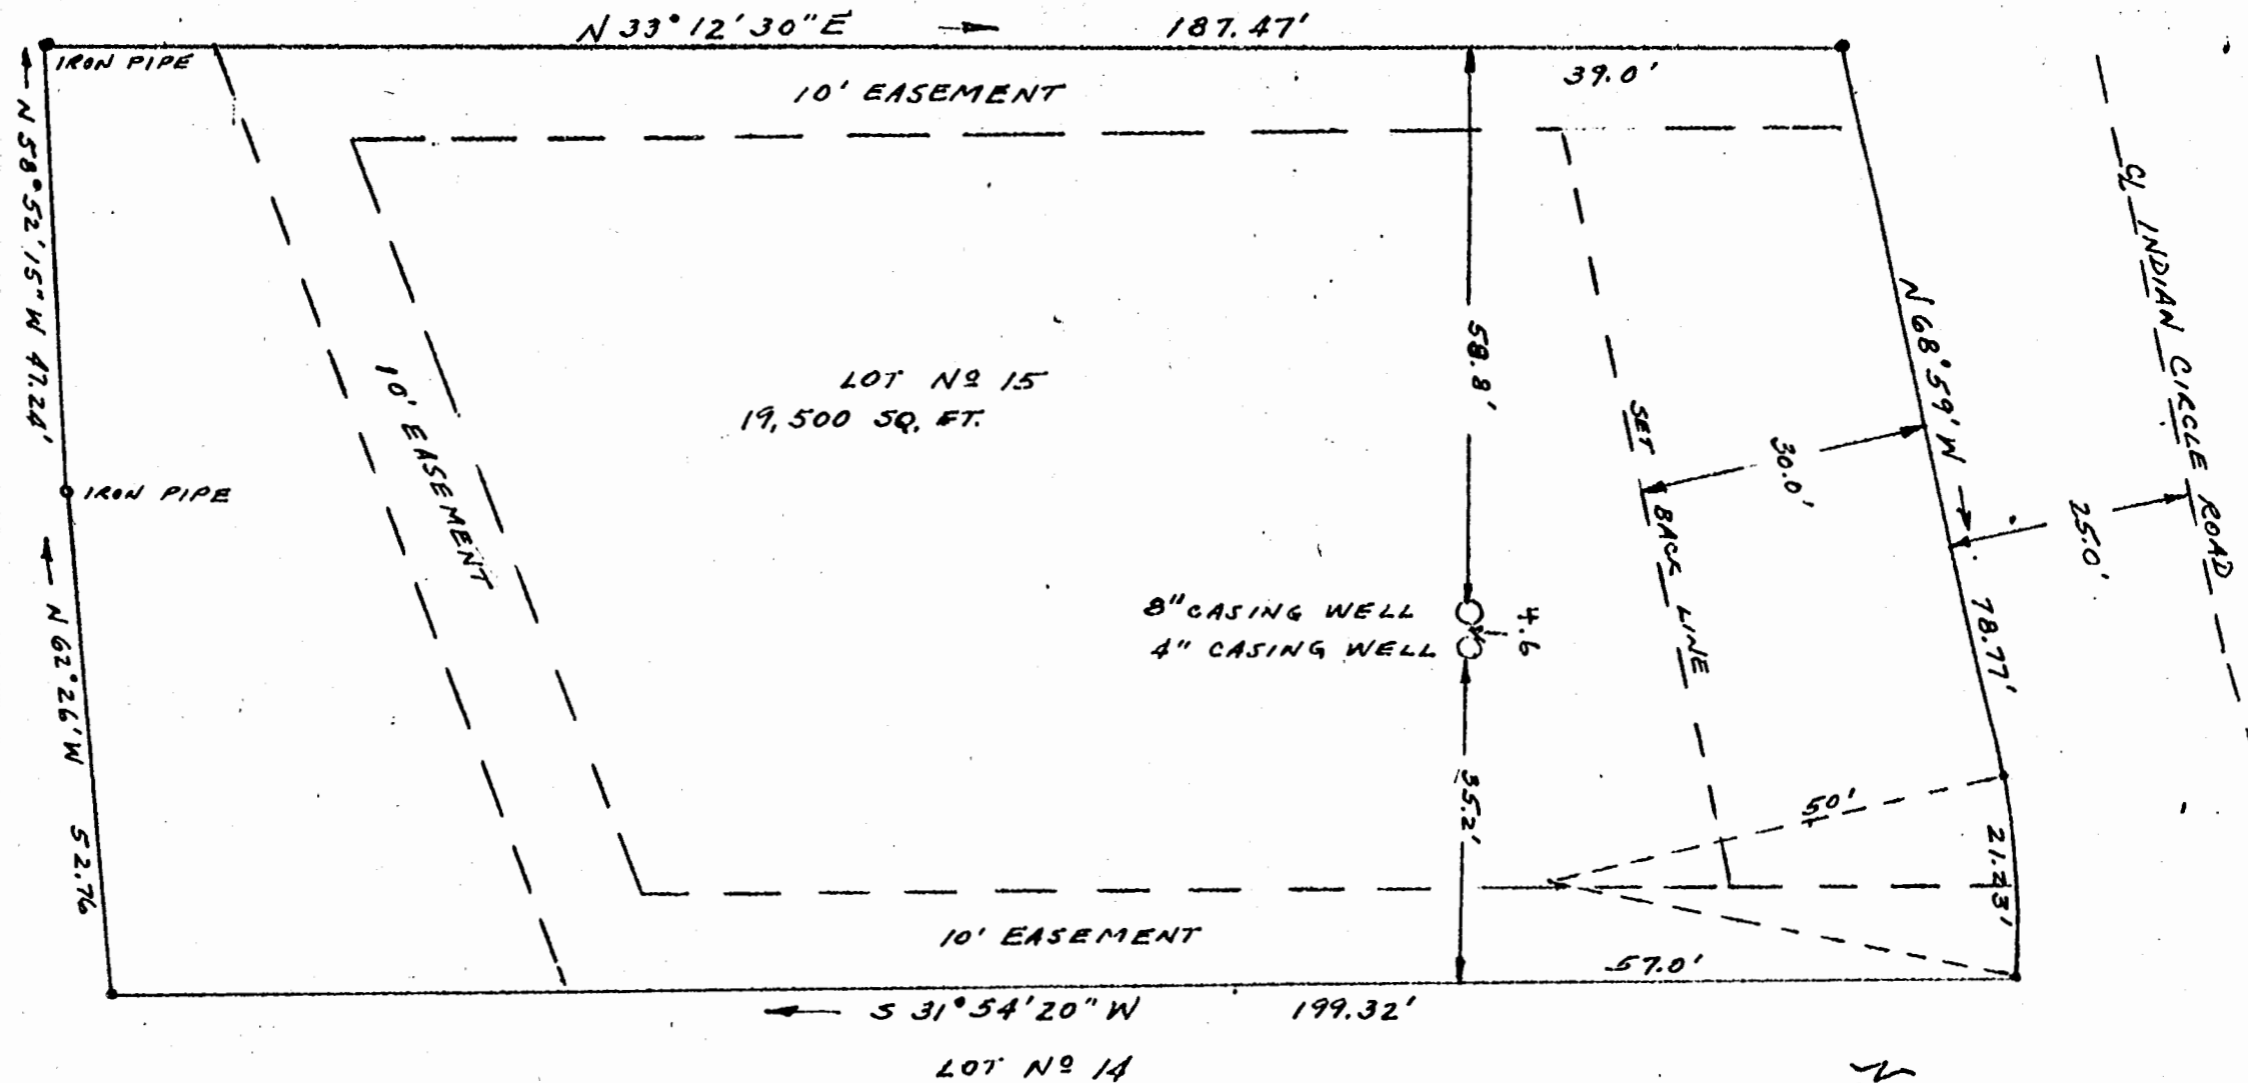 N 33° 12' 30" E 187.47'
IRON PIPE
39.0'
10' EASEMENT
N 58° 52' 15" W 47.24'
℄ INDIAN CIRCLE ROAD
N 68° 59' W 78.77'
58.8'
10' EASEMENT
LOT Nº 15
19,500 SQ. FT.
SET BACK LINE
30.0'
25.0'
IRON PIPE
8" CASING WELL
4" CASING WELL
4.6
N 62° 26' W 52.76
35.2'
50'
21.23'
10' EASEMENT
57.0'
S 31° 54' 20" W 199.32'
LOT Nº 14